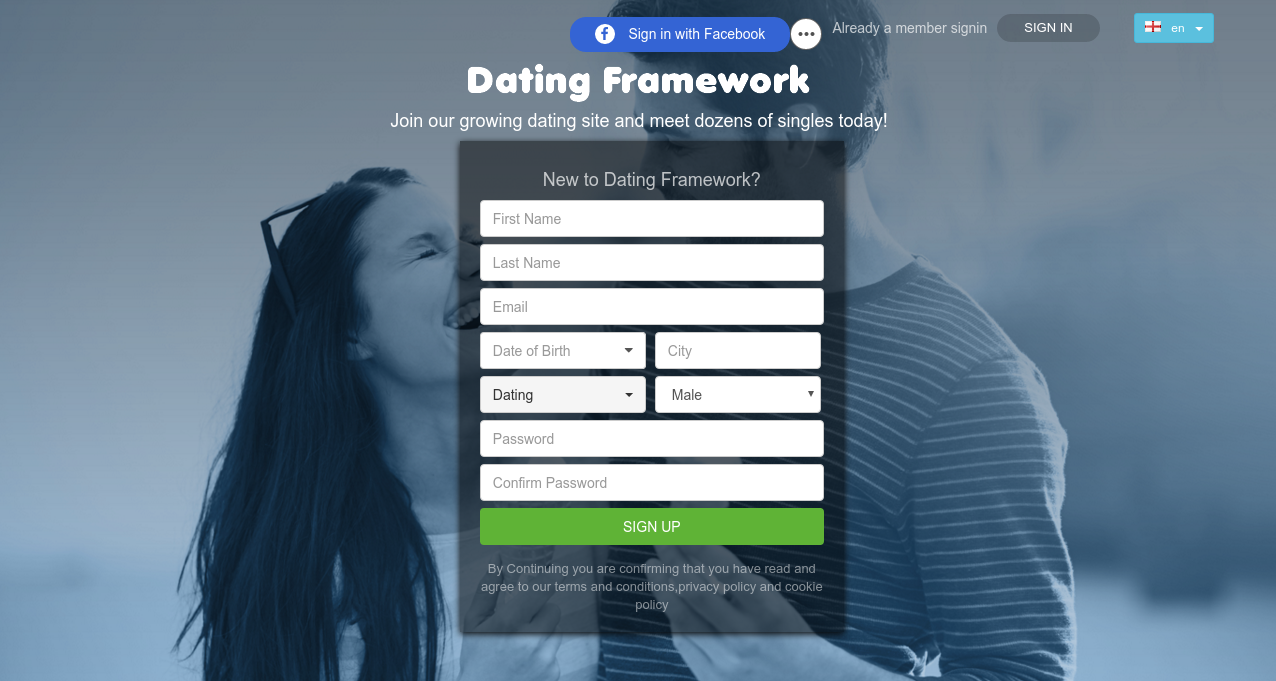 Sign in with Facebook
Already a member signin
SIGN IN
en
Dating Framework
Join our growing dating site and meet dozens of singles today!
New to Dating Framework?
First Name
Last Name
Email
Date of Birth
City
Dating
Male
Password
Confirm Password
SIGN UP
By Continuing you are confirming that you have read and
agree to our terms and conditions,privacy policy and cookie
policy